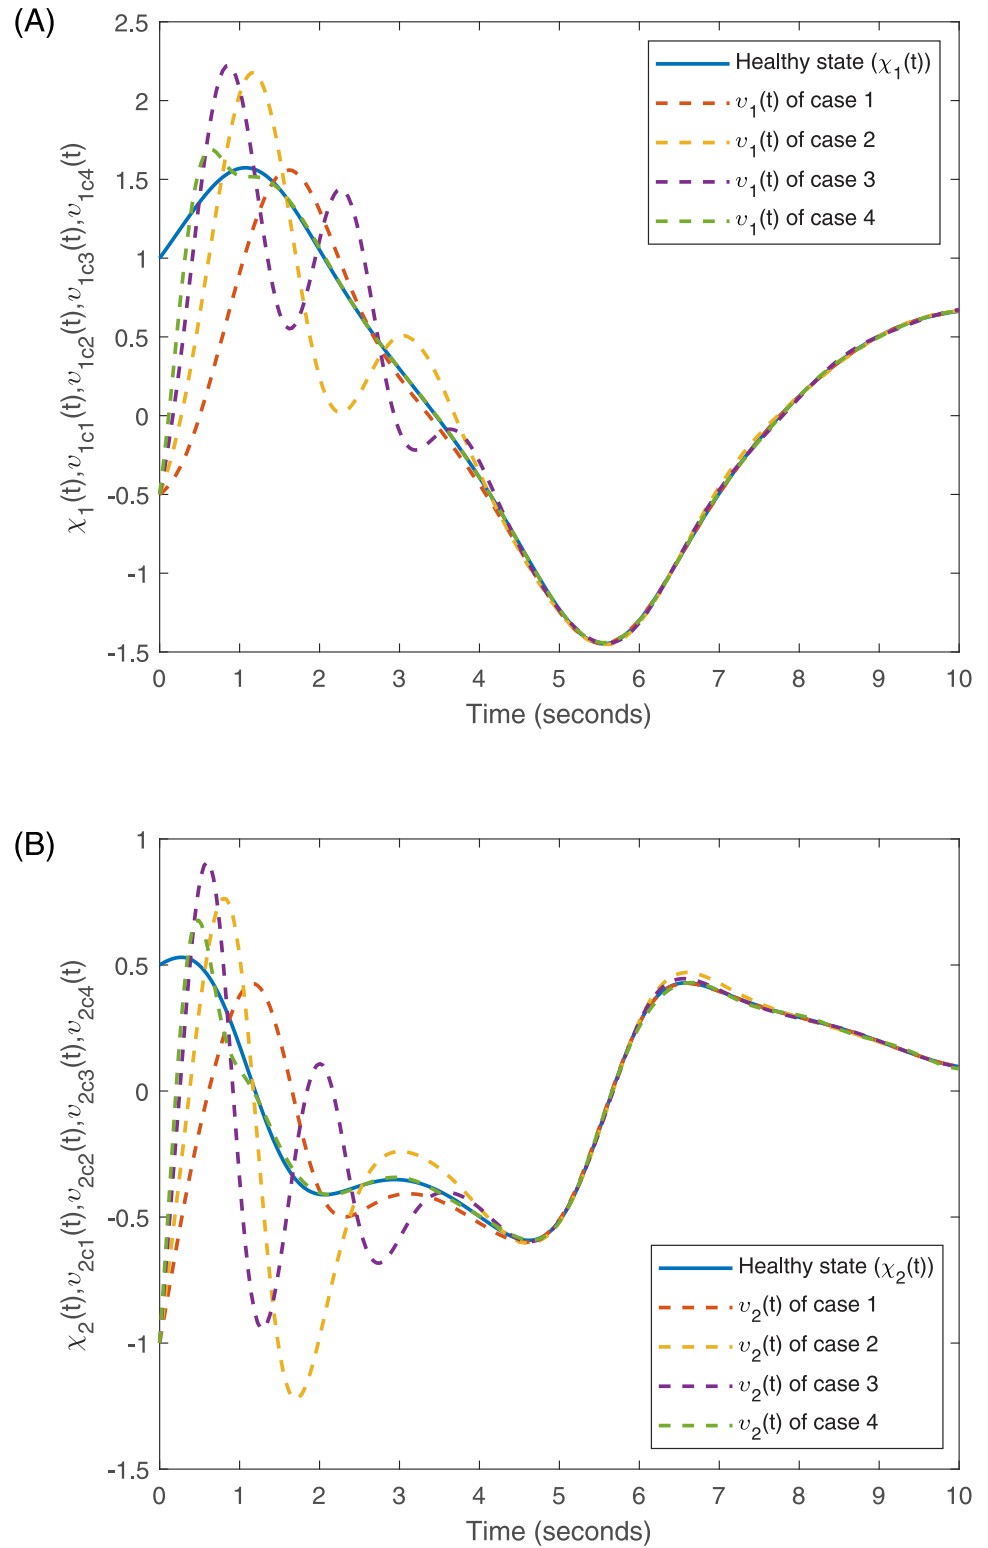 (A)
2.5
2
1.5
1
0.5
0
-0.5
-1
-1.5
χ₁(t),υ₁c1(t),υ₁c2(t),υ₁c3(t),υ₁c4(t)
Healthy state (χ₁(t))
υ₁(t) of case 1
υ₁(t) of case 2
υ₁(t) of case 3
υ₁(t) of case 4
0 1 2 3 4 5 6 7 8 9 10
Time (seconds)
(B)
1
0.5
0
-0.5
-1
-1.5
χ₂(t),υ₂c1(t),υ₂c2(t),υ₂c3(t),υ₂c4(t)
Healthy state (χ₂(t))
υ₂(t) of case 1
υ₂(t) of case 2
υ₂(t) of case 3
υ₂(t) of case 4
0 1 2 3 4 5 6 7 8 9 10
Time (seconds)